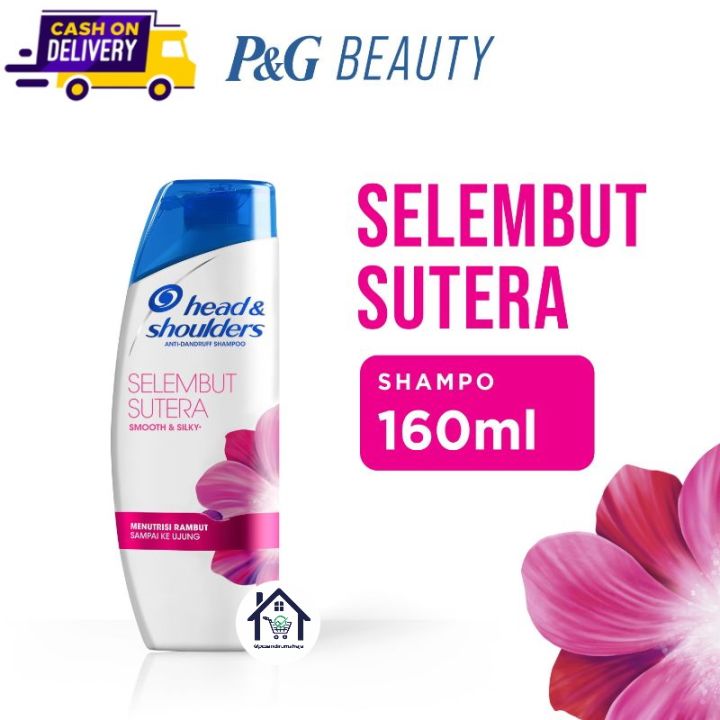 CASH ON
DELIVERY
P&G BEAUTY
SELEMBUT
SUTERA
SHAMPO
160ml
head &
shoulders
ANTI-DANDRUFF SHAMPOO
SELEMBUT
SUTERA
SMOOTH & SILKY*
MENUTRISI RAMBUT
SAMPAI KE UJUNG